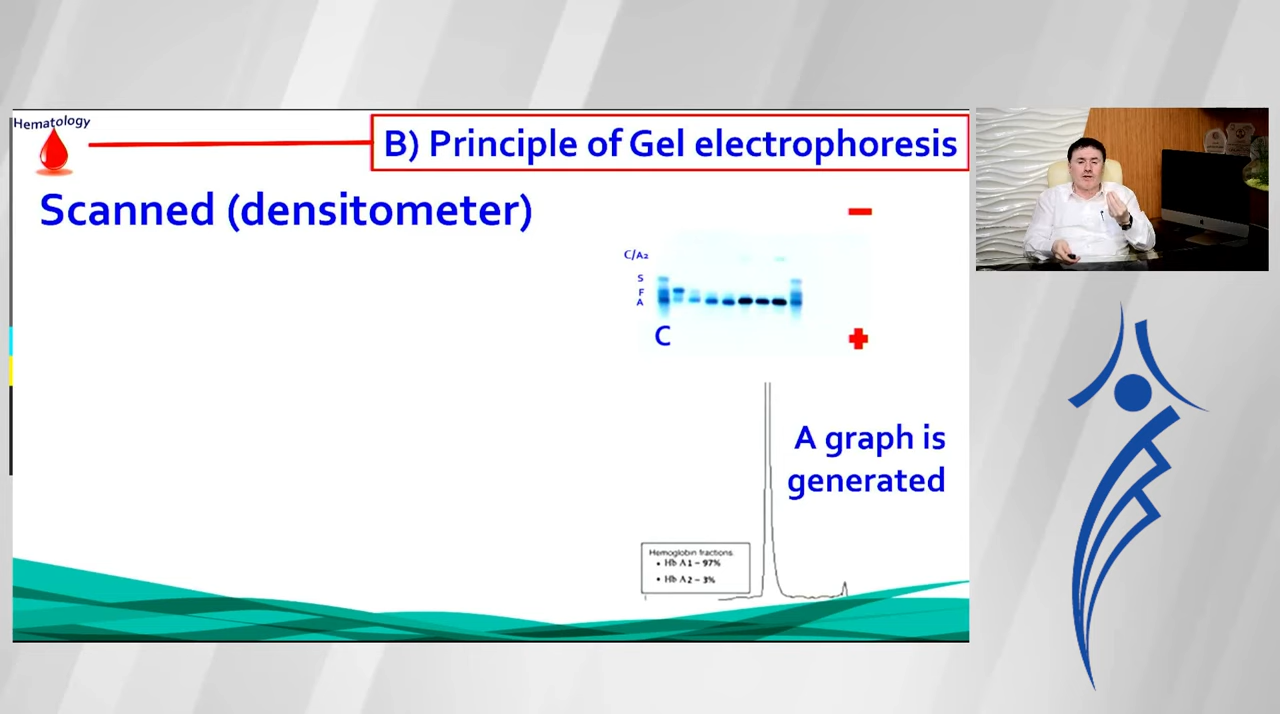 Hematology
B) Principle of Gel electrophoresis
Scanned (densitometer)
C/A2
S
F
A
C
A graph is
generated
Hemoglobin fractions
• Hb A1 – 97%
• Hb A2 – 3%